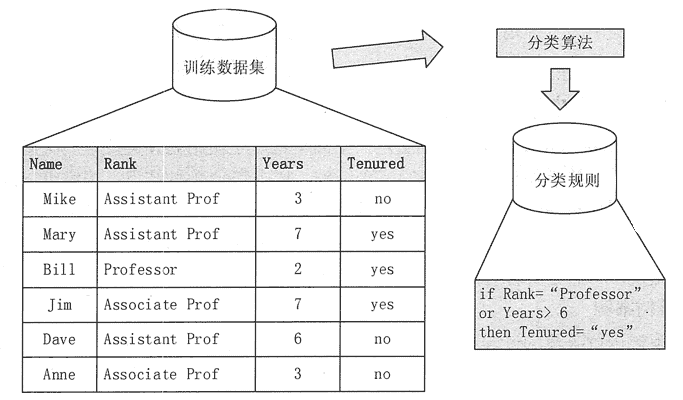 训练数据集
分类算法
Name Rank Years Tenured
Mike Assistant Prof 3 no
Mary Assistant Prof 7 yes
Bill Professor 2 yes
Jim Associate Prof 7 yes
Dave Assistant Prof 6 no
Anne Associate Prof 3 no
分类规则
if Rank=“Professor”
or Years> 6
then Tenured=“yes”